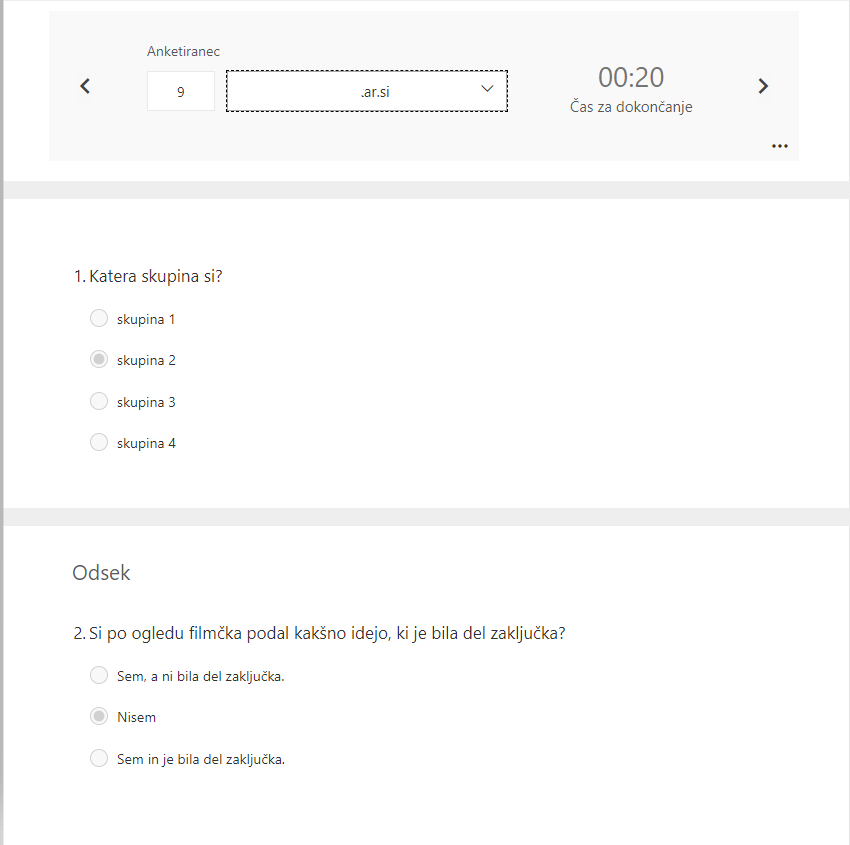 Anketiranec
9
.ar.si
00:20
Čas za dokončanje
1. Katera skupina si?
skupina 1
skupina 2
skupina 3
skupina 4
Odsek
2. Si po ogledu filmčka podal kakšno idejo, ki je bila del zaključka?
Sem, a ni bila del zaključka.
Nisem
Sem in je bila del zaključka.